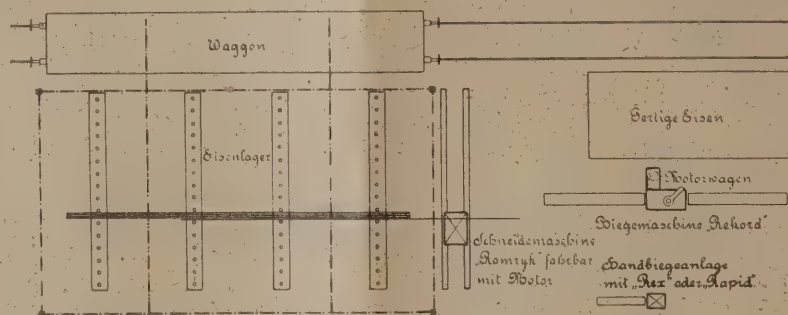 Waggon
Eisenlager
Fertige Eisen
Motorwagen
Biegemaschine „Rekord”
Schneidemaschine
„Romryk” fahrbar
mit Motor
Handbiegeanlage
mit „Rex” oder „Rapid”